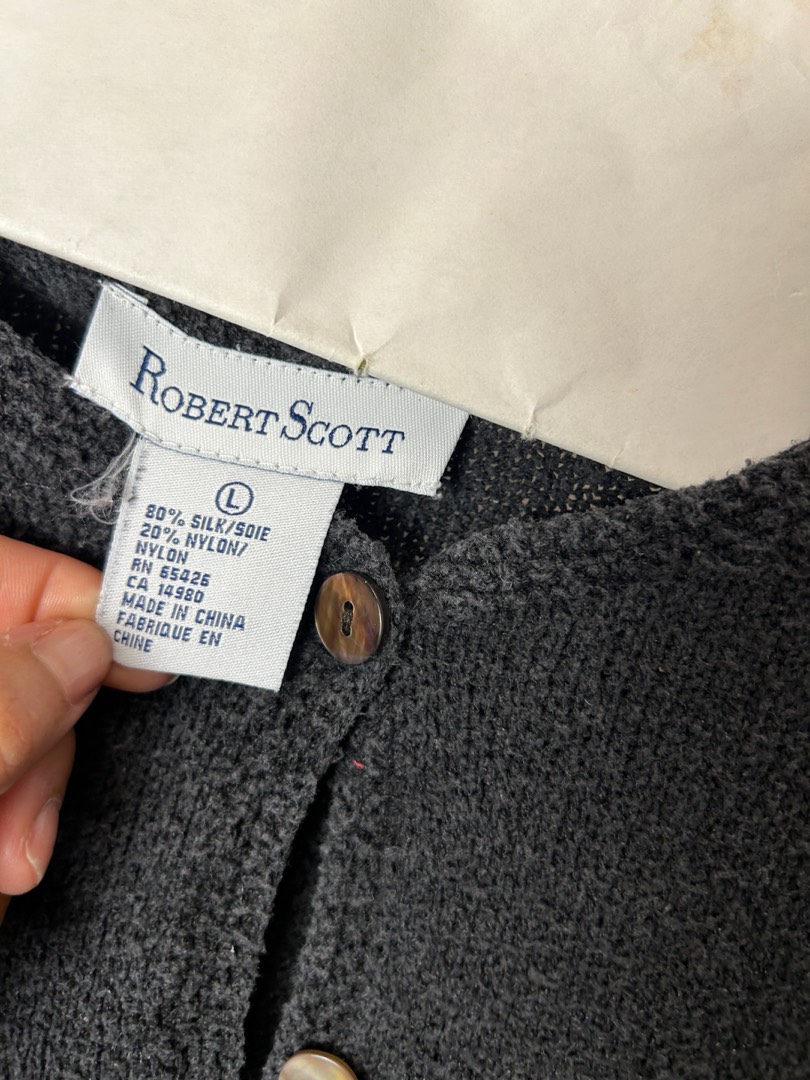 ROBERT SCOTT
L
80% SILK/SOIE
20% NYLON/
NYLON
RN 65426
CA 14980
MADE IN CHINA
FABRIQUE EN
CHINE